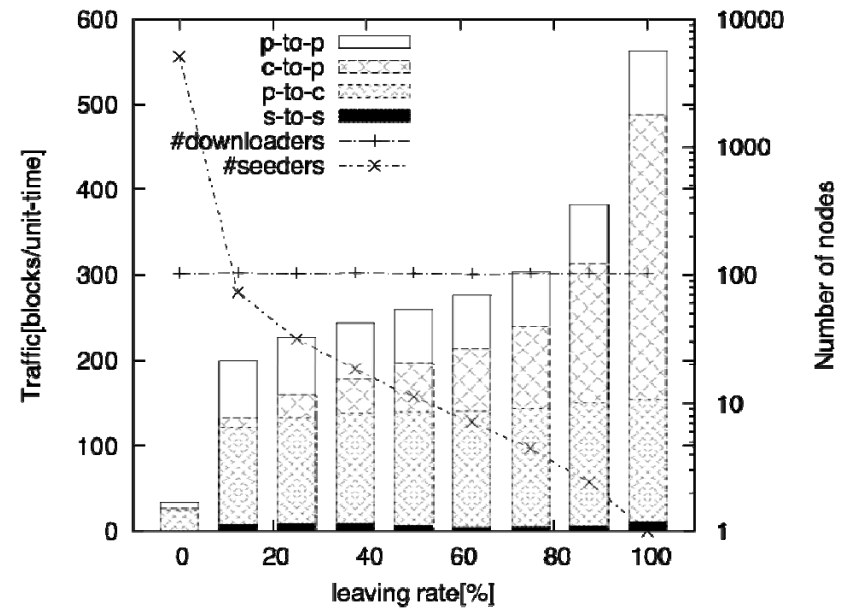 600
500
400
300
200
100
0
Traffic[blocks/unit-time]
p-to-p
c-to-p
p-to-c
s-to-s
#downloaders
#seeders
10000
1000
100
10
1
Number of nodes
0 20 40 60 80 100
leaving rate[%]